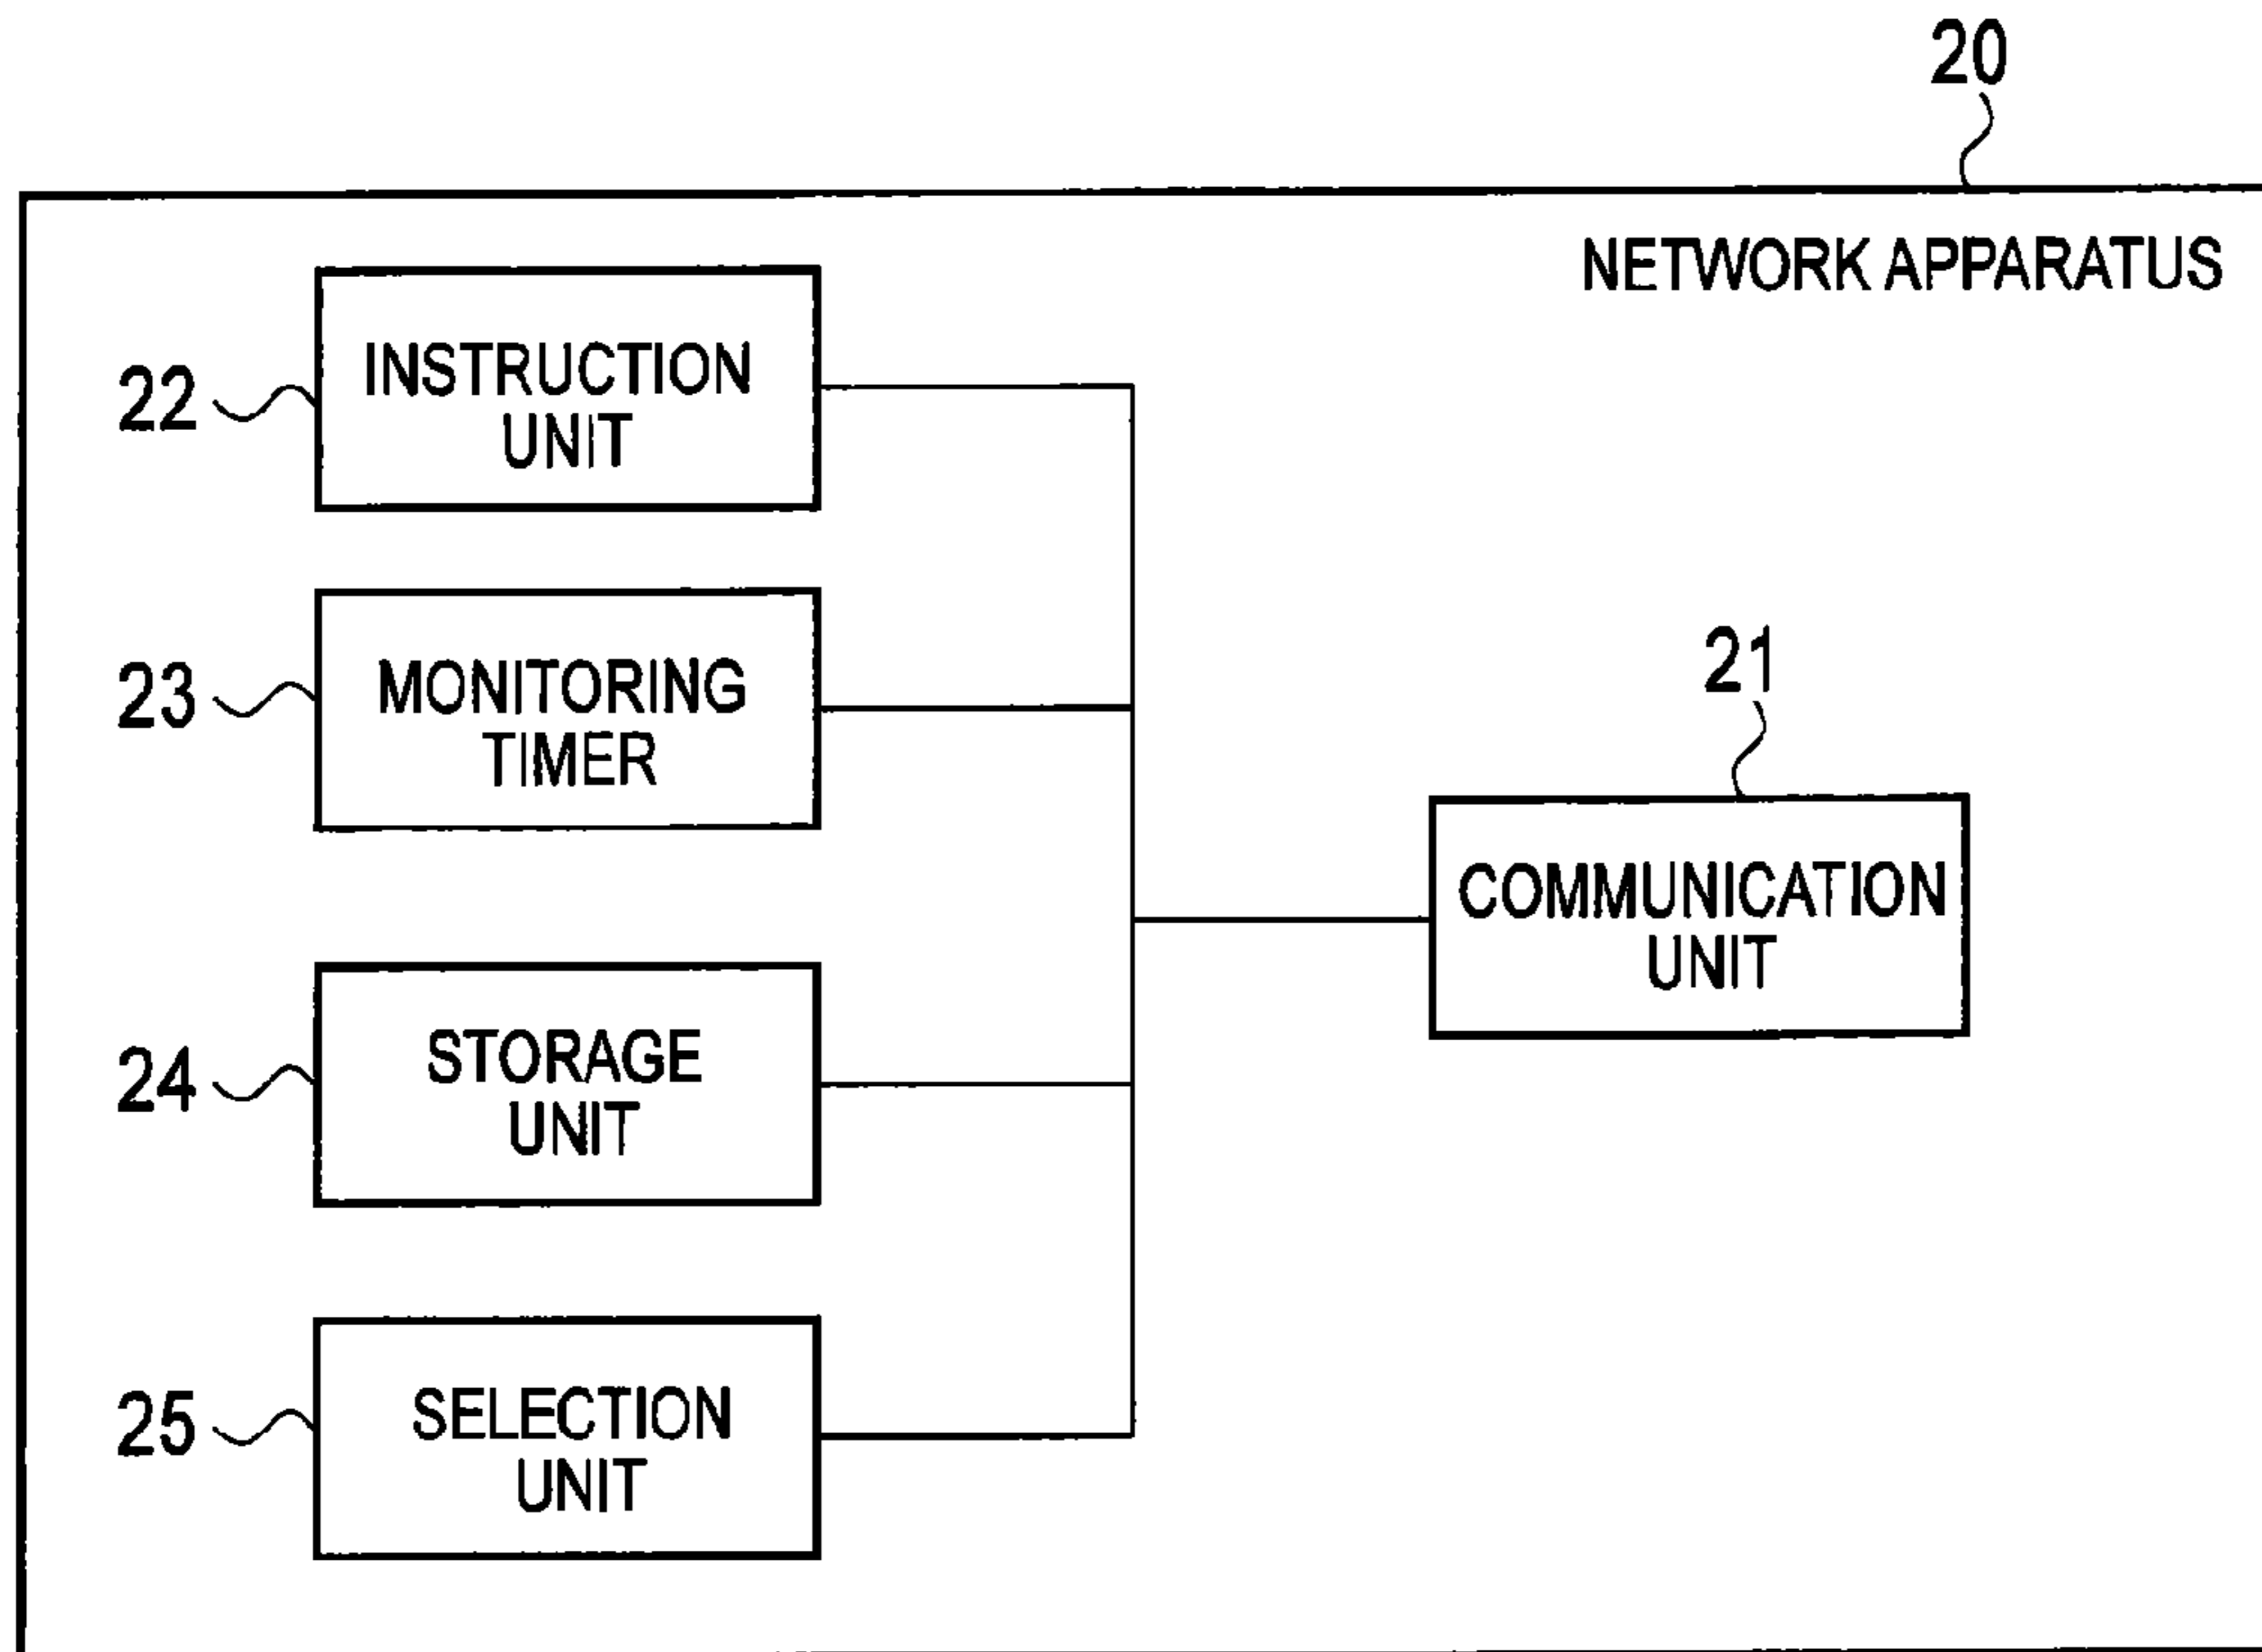 20
NETWORK APPARATUS
22
INSTRUCTION
UNIT
23
MONITORING
TIMER
21
COMMUNICATION
UNIT
24
STORAGE
UNIT
25
SELECTION
UNIT